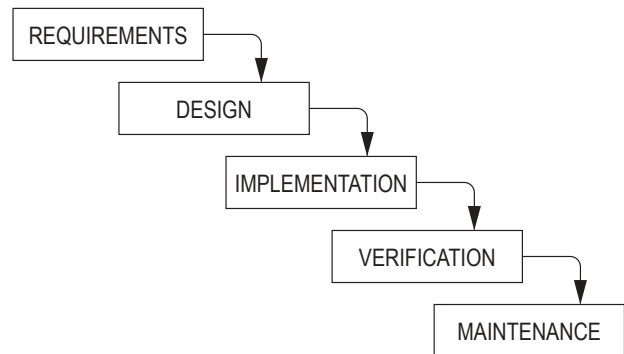 REQUIREMENTS
DESIGN
IMPLEMENTATION
VERIFICATION
MAINTENANCE